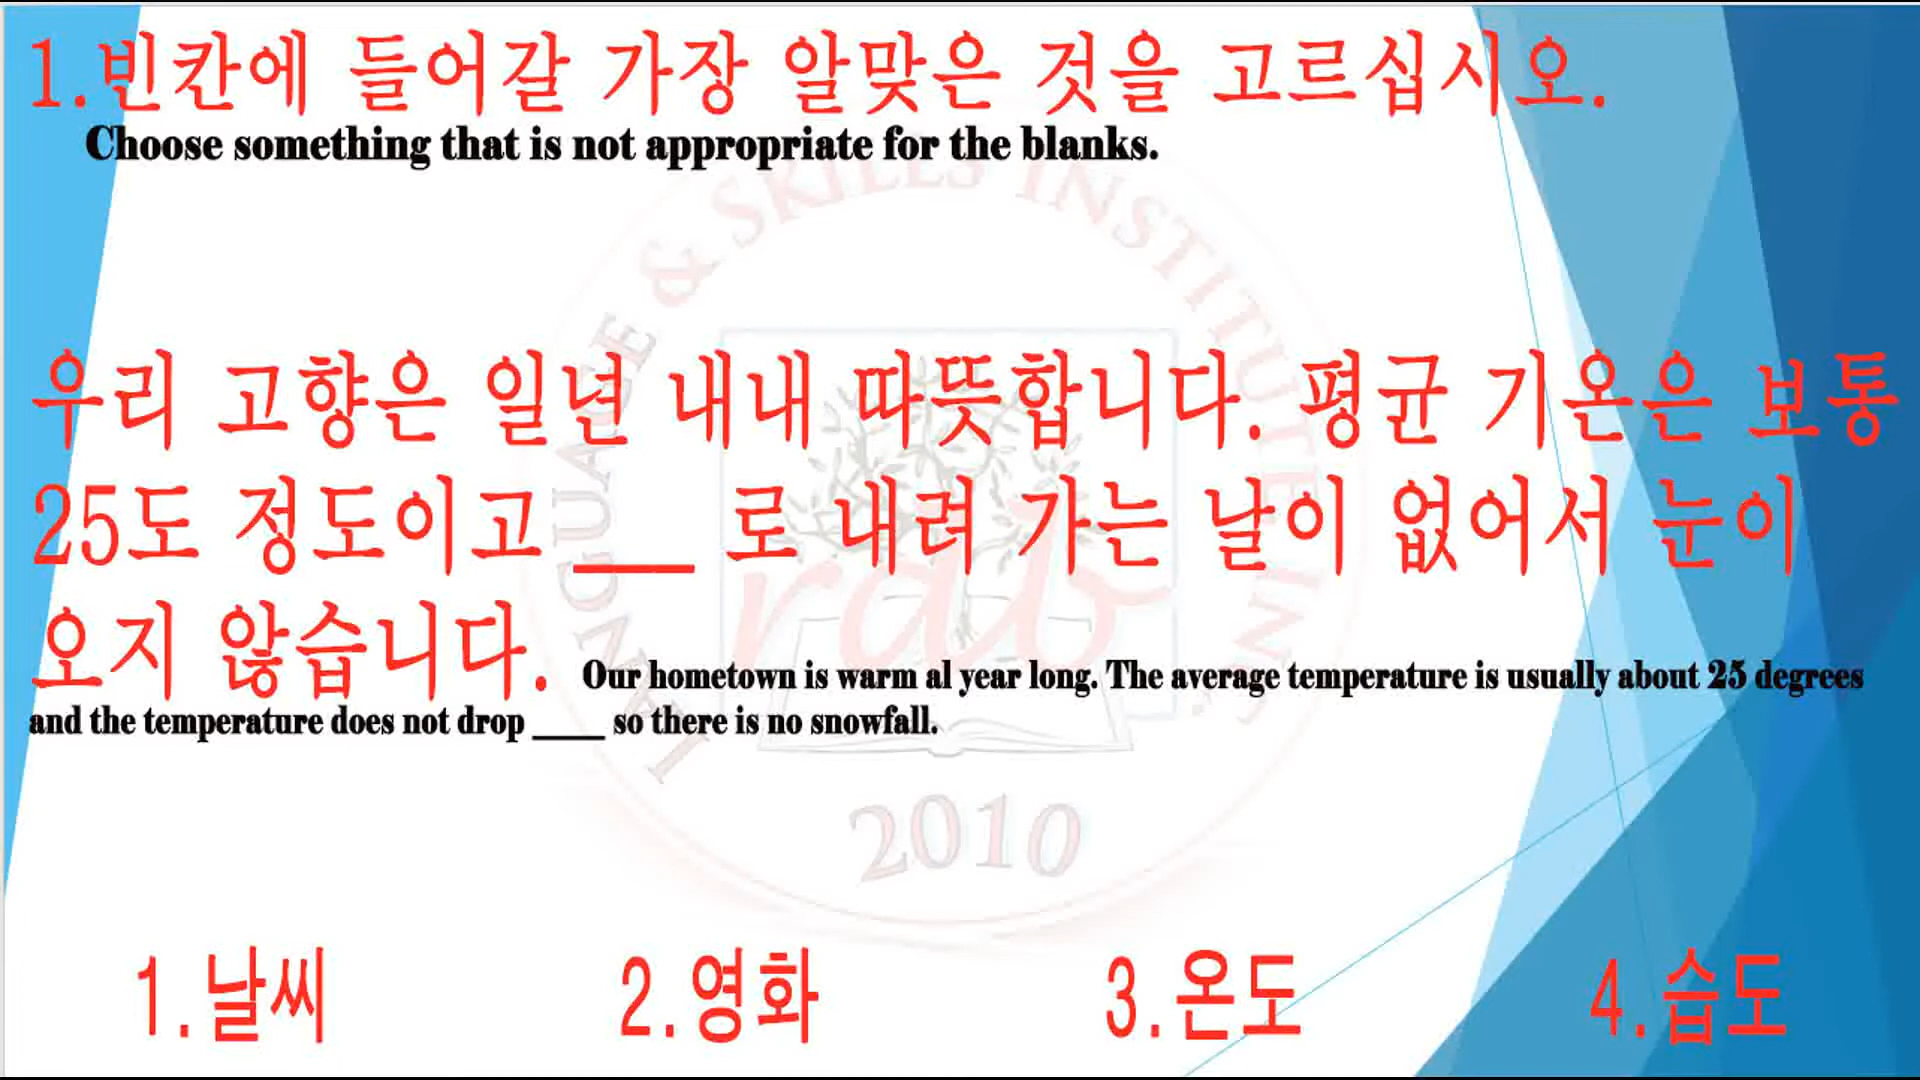 1.빈칸에 들어갈 가장 알맞은 것을 고르십시오.
Choose something that is not appropriate for the blanks.
우리 고향은 일년 내내 따뜻합니다. 평균 기온은 보통
25도 정도이고 ___ 로 내려 가는 날이 없어서 눈이
오지 않습니다. Our hometown is warm al year long. The average temperature is usually about 25 degrees
and the temperature does not drop ____ so there is no snowfall.
LANGUAGE & SKILLS INSTITUTE INS
rab
2010
1.날씨 2.영화 3.온도 4.습도